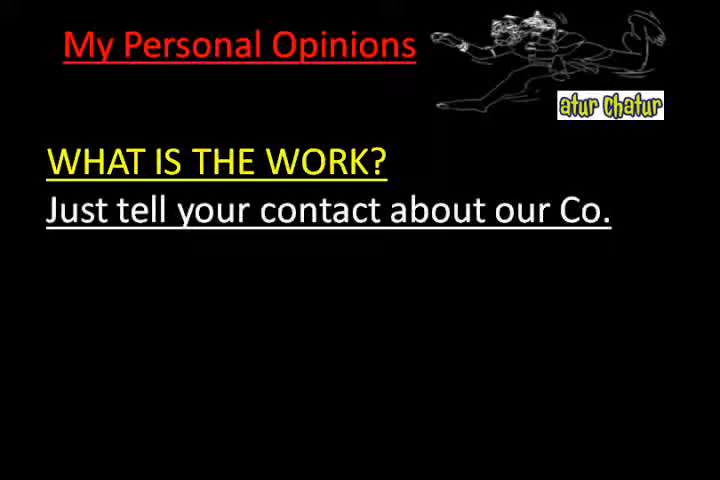 My Personal Opinions
atur Chatur
WHAT IS THE WORK?
Just tell your contact about our Co.